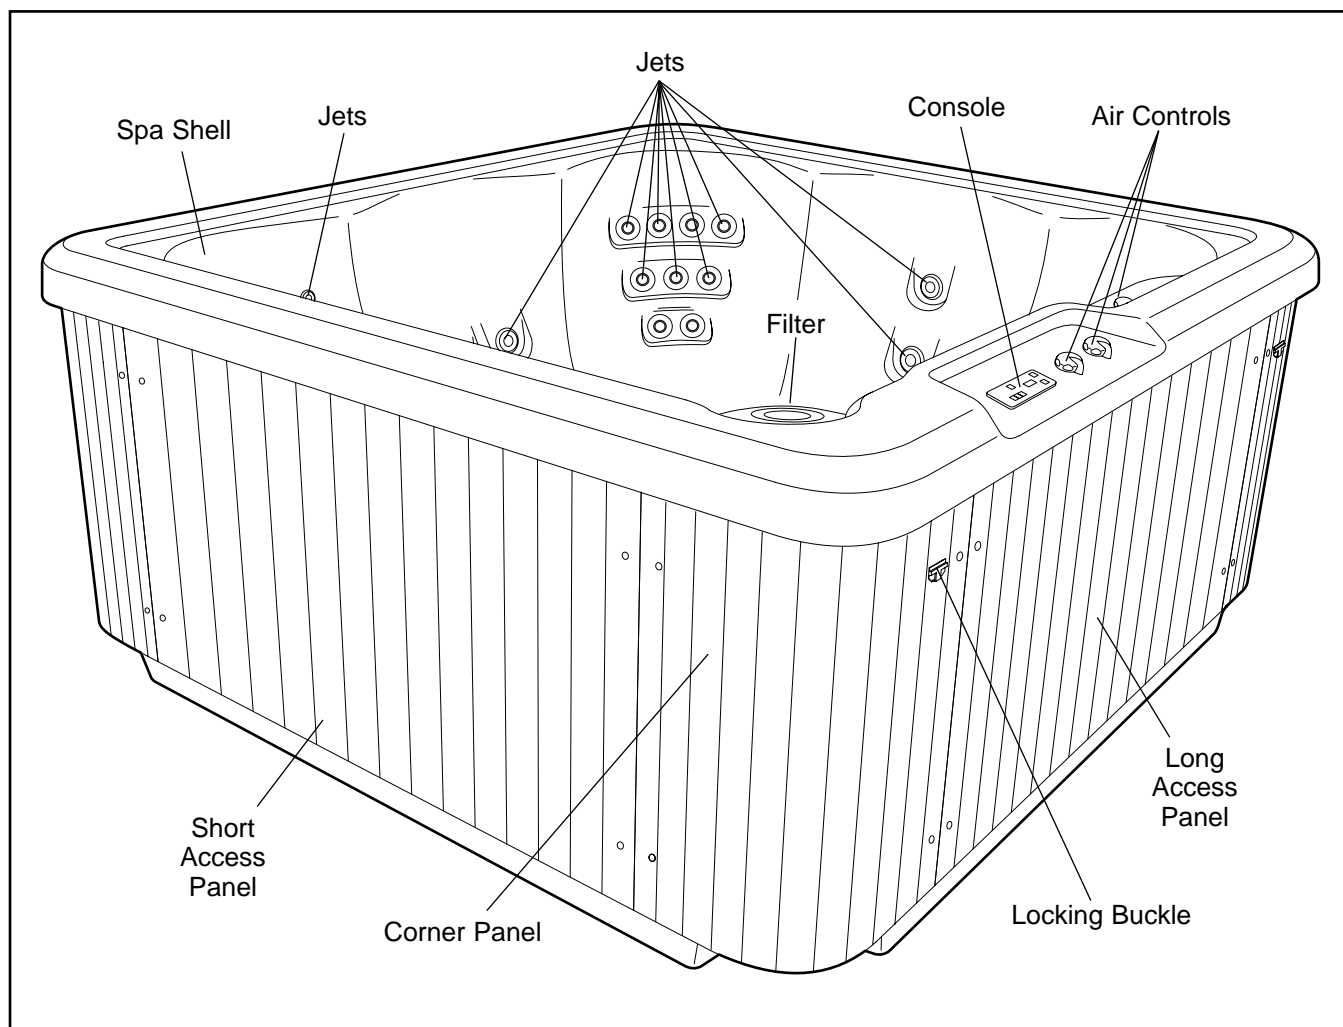 Jets
Console
Air Controls
Jets
Spa Shell
Filter
Long
Access
Panel
Short
Access
Panel
Locking Buckle
Corner Panel